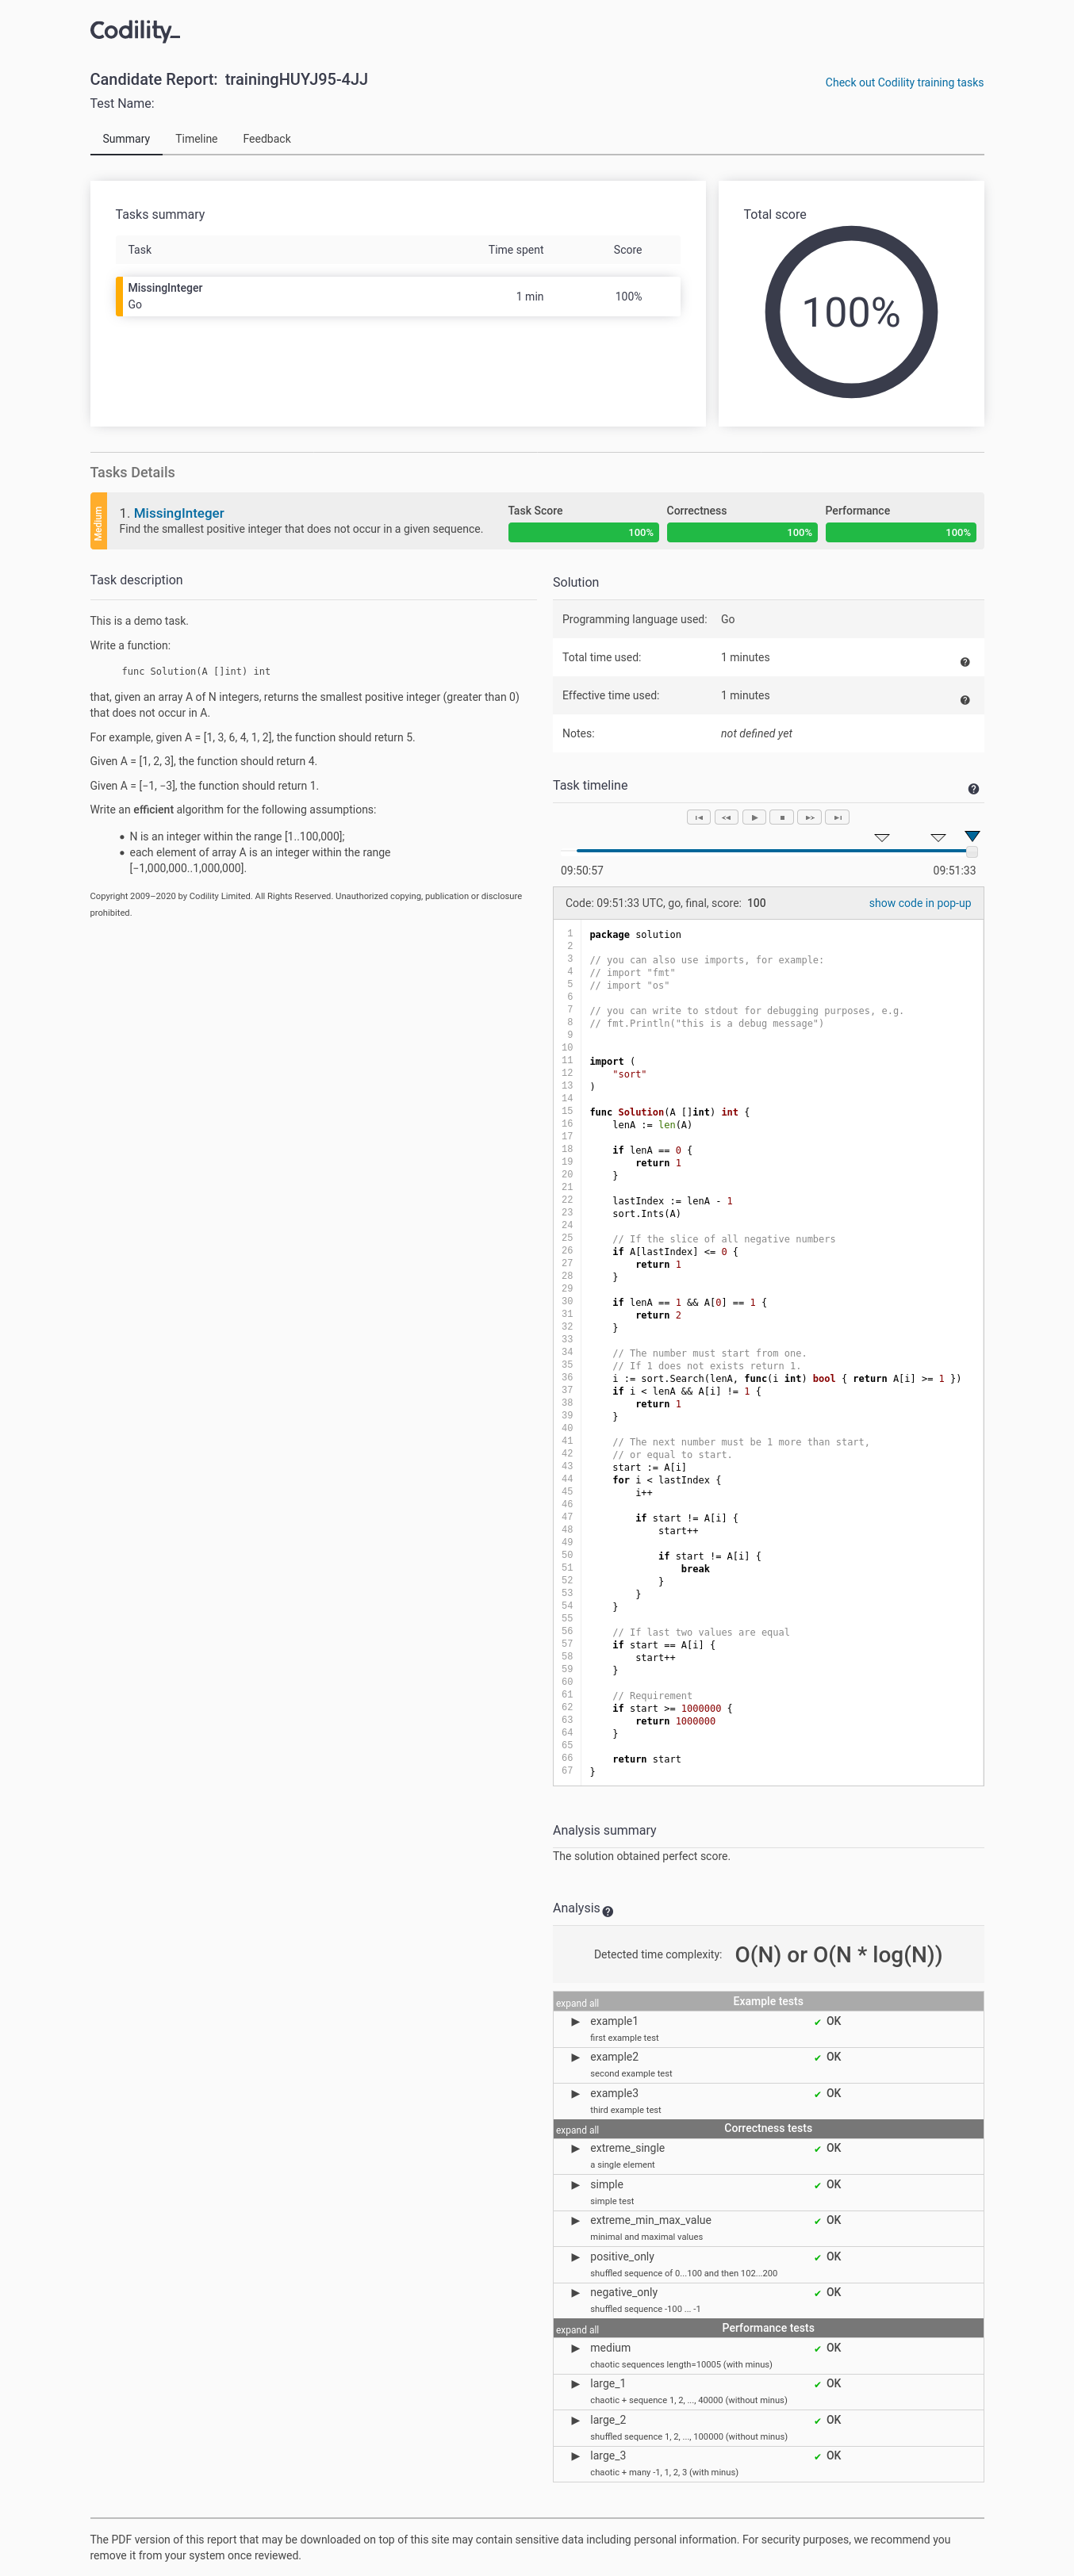 Codility_
Candidate Report: trainingHUYJ95-4JJ
Check out Codility training tasks
Test Name:
Summary Timeline Feedback
Tasks summary
Task Time spent Score
MissingInteger
Go
1 min 100%
Total score
100%
Tasks Details
Medium
1. MissingInteger
Find the smallest positive integer that does not occur in a given sequence.
Task Score Correctness Performance
100% 100% 100%
Task description
This is a demo task.
Write a function:
func Solution(A []int) int
that, given an array A of N integers, returns the smallest positive integer (greater than 0)
that does not occur in A.
For example, given A = [1, 3, 6, 4, 1, 2], the function should return 5.
Given A = [1, 2, 3], the function should return 4.
Given A = [−1, −3], the function should return 1.
Write an efficient algorithm for the following assumptions:
• N is an integer within the range [1..100,000];
• each element of array A is an integer within the range
[−1,000,000..1,000,000].
Copyright 2009–2020 by Codility Limited. All Rights Reserved. Unauthorized copying, publication or disclosure
prohibited.
Solution
Programming language used: Go
Total time used: 1 minutes
Effective time used: 1 minutes
Notes: not defined yet
Task timeline
09:50:57 09:51:33
Code: 09:51:33 UTC, go, final, score: 100
show code in pop-up
1 package solution
2
3 // you can also use imports, for example:
4 // import "fmt"
5 // import "os"
6
7 // you can write to stdout for debugging purposes, e.g.
8 // fmt.Println("this is a debug message")
9
10
11 import (
12     "sort"
13 )
14
15 func Solution(A []int) int {
16     lenA := len(A)
17
18     if lenA == 0 {
19         return 1
20     }
21
22     lastIndex := lenA - 1
23     sort.Ints(A)
24
25     // If the slice of all negative numbers
26     if A[lastIndex] <= 0 {
27         return 1
28     }
29
30     if lenA == 1 && A[0] == 1 {
31         return 2
32     }
33
34     // The number must start from one.
35     // If 1 does not exists return 1.
36     i := sort.Search(lenA, func(i int) bool { return A[i] >= 1 })
37     if i < lenA && A[i] != 1 {
38         return 1
39     }
40
41     // The next number must be 1 more than start,
42     // or equal to start.
43     start := A[i]
44     for i < lastIndex {
45         i++
46
47         if start != A[i] {
48             start++
49
50             if start != A[i] {
51                 break
52             }
53         }
54     }
55
56     // If last two values are equal
57     if start == A[i] {
58         start++
59     }
60
61     // Requirement
62     if start >= 1000000 {
63         return 1000000
64     }
65
66     return start
67 }
Analysis summary
The solution obtained perfect score.
Analysis
Detected time complexity: O(N) or O(N * log(N))
expand all Example tests
▶ example1 ✔ OK
first example test
▶ example2 ✔ OK
second example test
▶ example3 ✔ OK
third example test
expand all Correctness tests
▶ extreme_single ✔ OK
a single element
▶ simple ✔ OK
simple test
▶ extreme_min_max_value ✔ OK
minimal and maximal values
▶ positive_only ✔ OK
shuffled sequence of 0...100 and then 102...200
▶ negative_only ✔ OK
shuffled sequence -100 ... -1
expand all Performance tests
▶ medium ✔ OK
chaotic sequences length=10005 (with minus)
▶ large_1 ✔ OK
chaotic + sequence 1, 2, ..., 40000 (without minus)
▶ large_2 ✔ OK
shuffled sequence 1, 2, ..., 100000 (without minus)
▶ large_3 ✔ OK
chaotic + many -1, 1, 2, 3 (with minus)
The PDF version of this report that may be downloaded on top of this site may contain sensitive data including personal information. For security purposes, we recommend you
remove it from your system once reviewed.